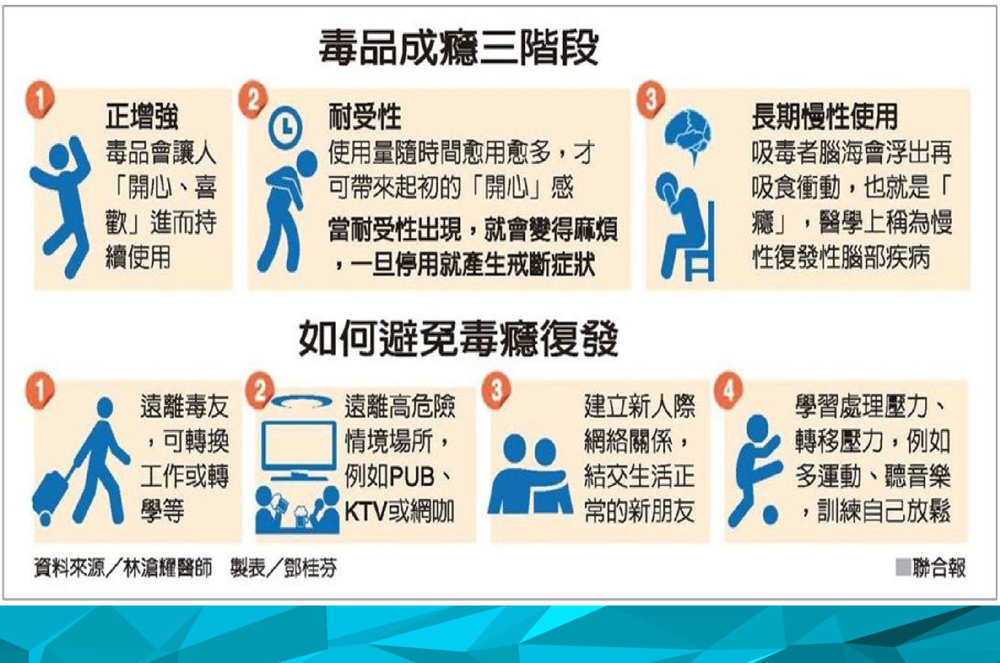 毒品成癮三階段
1
正增強
毒品會讓人
「開心、喜
歡」進而持
續使用
2
耐受性
使用量隨時間愈用愈多，才
可帶來起初的「開心」感
當耐受性出現，就會變得麻煩
，一旦停用就產生戒斷症狀
3
長期慢性使用
吸毒者腦海會浮出再
吸食衝動，也就是「
癮」，醫學上稱為慢
性復發性腦部疾病
如何避免毒癮復發
1
遠離毒友
，可轉換
工作或轉
學等
2
遠離高危險
情境場所，
例如PUB、
KTV或網咖
3
建立新人際
網絡關係，
結交生活正
常的新朋友
4
學習處理壓力、
轉移壓力，例如
多運動、聽音樂
，訓練自己放鬆
資料來源／林滄耀醫師　製表／鄧桂芬
聯合報